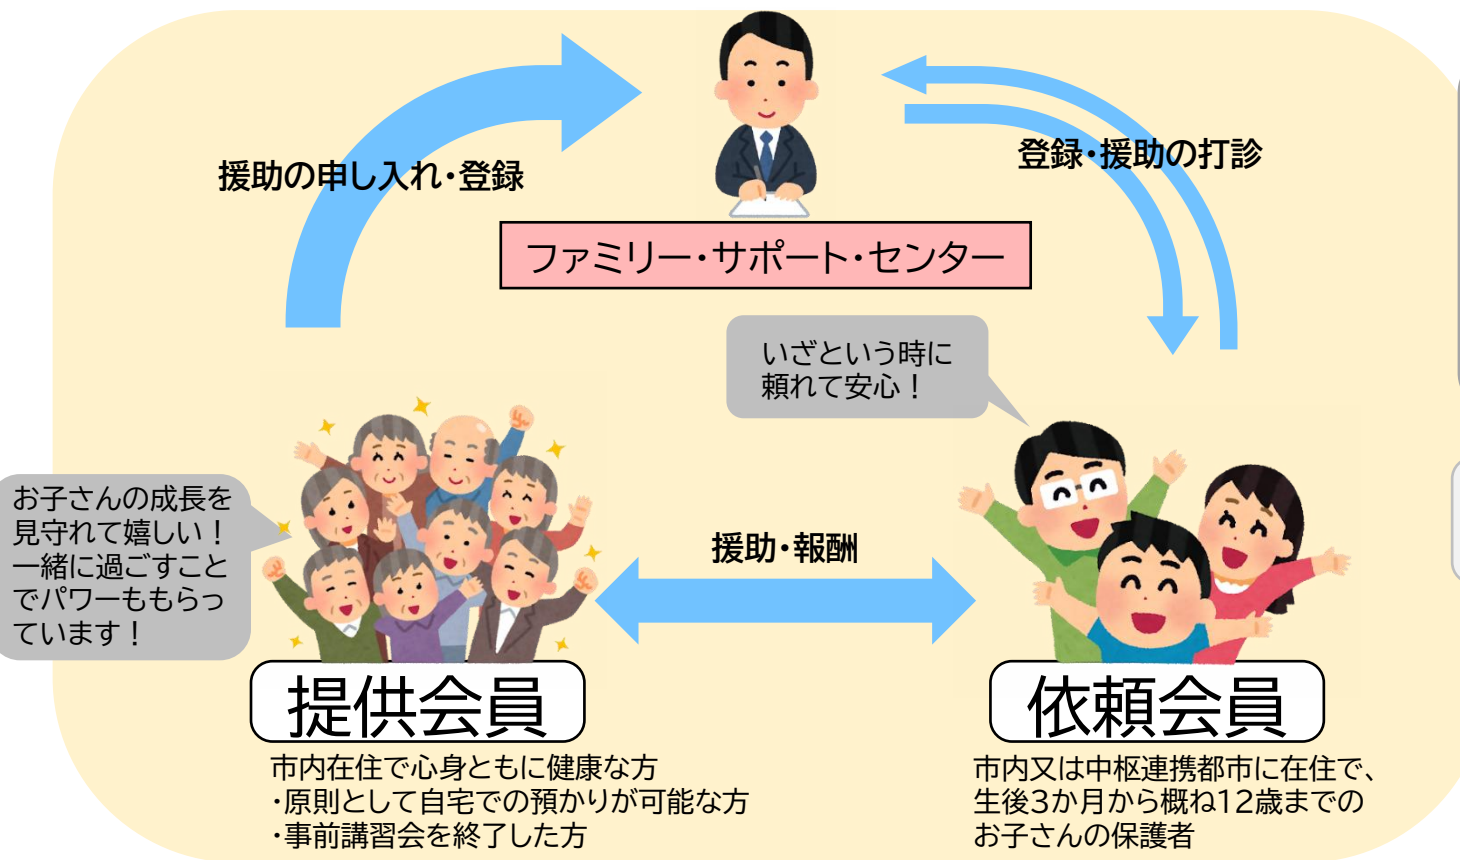 援助の申し入れ・登録
登録・援助の打診
ファミリー・サポート・センター
いざという時に
頼れて安心！
お子さんの成長を
見守れて嬉しい！
一緒に過ごすこと
でパワーももらっ
ています！
援助・報酬
提供会員
市内在住で心身ともに健康な方
・原則として自宅での預かりが可能な方
・事前講習会を終了した方
依頼会員
市内又は中枢連携都市に在住で、
生後3か月から概ね12歳までの
お子さんの保護者